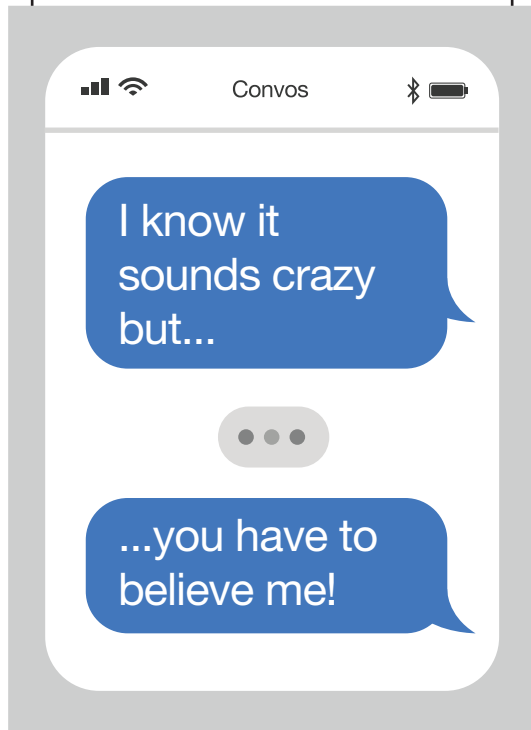 Convos
I know it
sounds crazy
but...
...you have to
believe me!